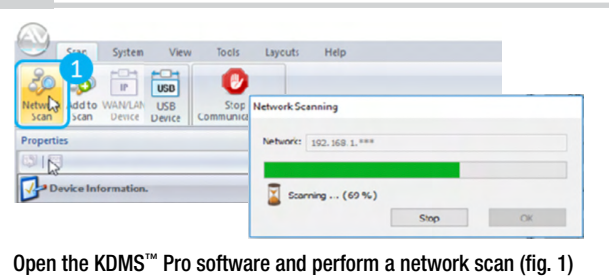 AV
Scan System View Tools Layouts Help
1
IP USB
Network Scan Add to Scan WAN/LAN Device USB Device Stop
Network Scanning
Properties
Network: 192.168.1.***
Device Information.
Scanning ... (69 %)
Stop OK
Open the KDMS™ Pro software and perform a network scan (fig. 1)